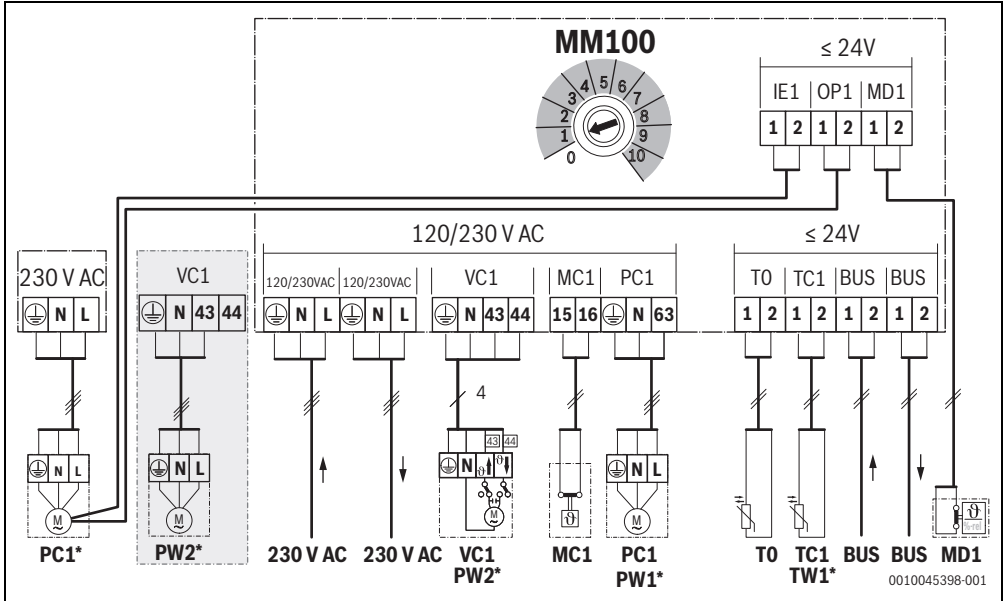 MM100
≤ 24V
IE1 OP1 MD1
1 2 1 2 1 2
0 1 2 3 4 5 6 7 8 9 10
120/230 V AC
≤ 24V
230 V AC
N L
VC1
N 43 44
120/230VAC 120/230VAC VC1 MC1 PC1
N L N L N 43 44 15 16 N 63
T0 TC1 BUS BUS
1 2 1 2 1 2 1 2
4
43 44
N L
N L
N ϑ ϑ
N L
M ~
M ~
M ~
ϑ
M ~
ϑ
%-rel
PC1*
PW2*
230 V AC
230 V AC
VC1
PW2*
MC1
PC1
PW1*
T0
TC1
TW1*
BUS
BUS
MD1
0010045398-001